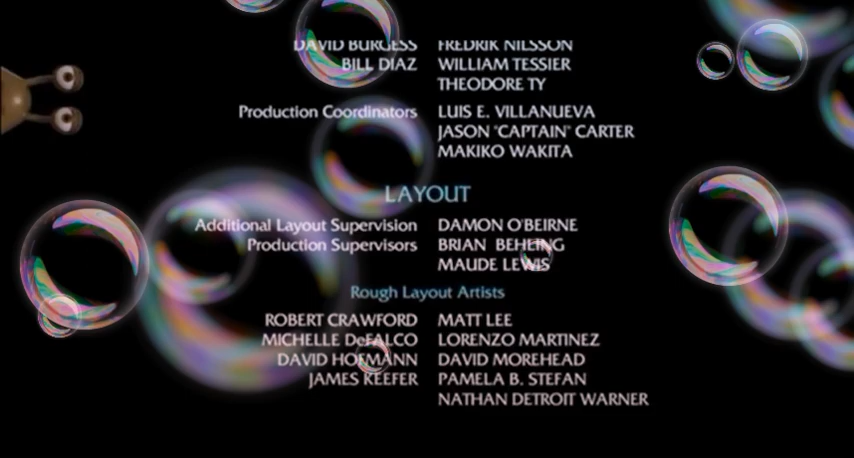 DAVID BURGESS FREDRIK NILSSON
BILL DIAZ WILLIAM TESSIER
THEODORE TY
Production Coordinators LUIS E. VILLANUEVA
JASON "CAPTAIN" CARTER
MAKIKO WAKITA
LAYOUT
Additional Layout Supervision DAMON O'BEIRNE
Production Supervisors BRIAN BEHLING
MAUDE LEWIS
Rough Layout Artists
ROBERT CRAWFORD MATT LEE
MICHELLE DeFALCO LORENZO MARTINEZ
DAVID HOFMANN DAVID MOREHEAD
JAMES KEEFER PAMELA B. STEFAN
NATHAN DETROIT WARNER